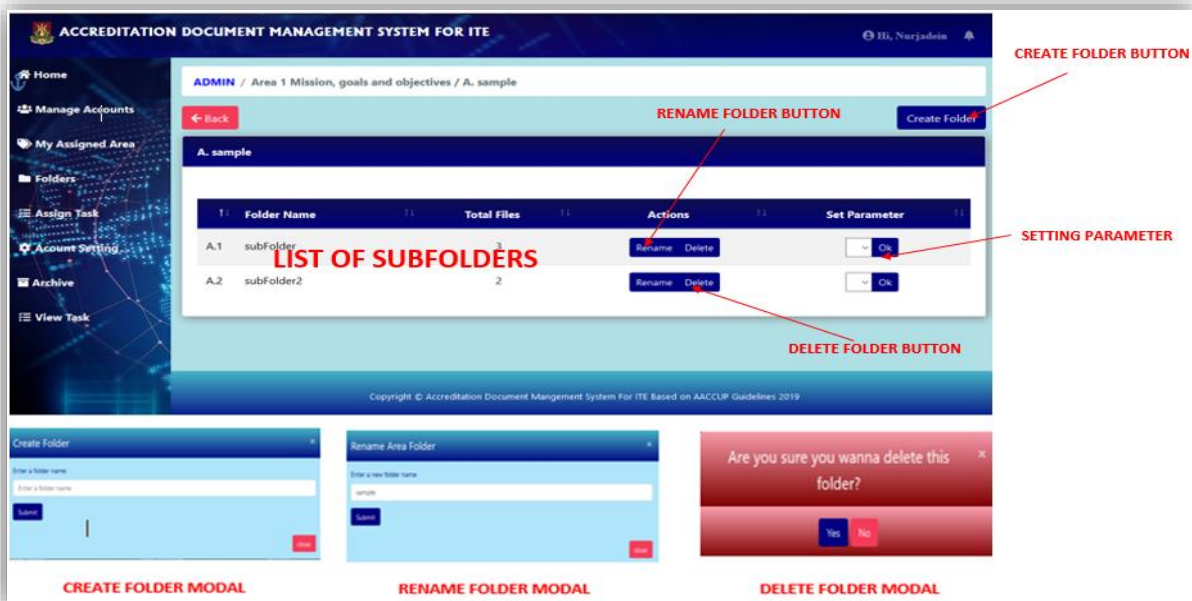 ACCREDITATION DOCUMENT MANAGEMENT SYSTEM FOR ITE
Hi, Nurjadein
CREATE FOLDER BUTTON
Home
Manage Accounts
My Assigned Area
Folders
Assign Task
Acount Setting
Archive
View Task
ADMIN / Area 1 Mission, goals and objectives / A. sample
← Back
RENAME FOLDER BUTTON
Create Folder
A. sample
Folder Name Total Files Actions Set Parameter
A.1 subFolder 3 Rename Delete Ok
LIST OF SUBFOLDERS
SETTING PARAMETER
A.2 subFolder2 2 Rename Delete Ok
DELETE FOLDER BUTTON
Copyright © Accreditation Document Mangement System For ITE Based on AACCUP Guidelines 2019
Create Folder ×
Enter a folder name
Enter a folder name
Submit
close
CREATE FOLDER MODAL
Rename Area Folder ×
Enter a new folder name
sample
Submit
close
RENAME FOLDER MODAL
Are you sure you wanna delete this ×
folder?
Yes No
DELETE FOLDER MODAL